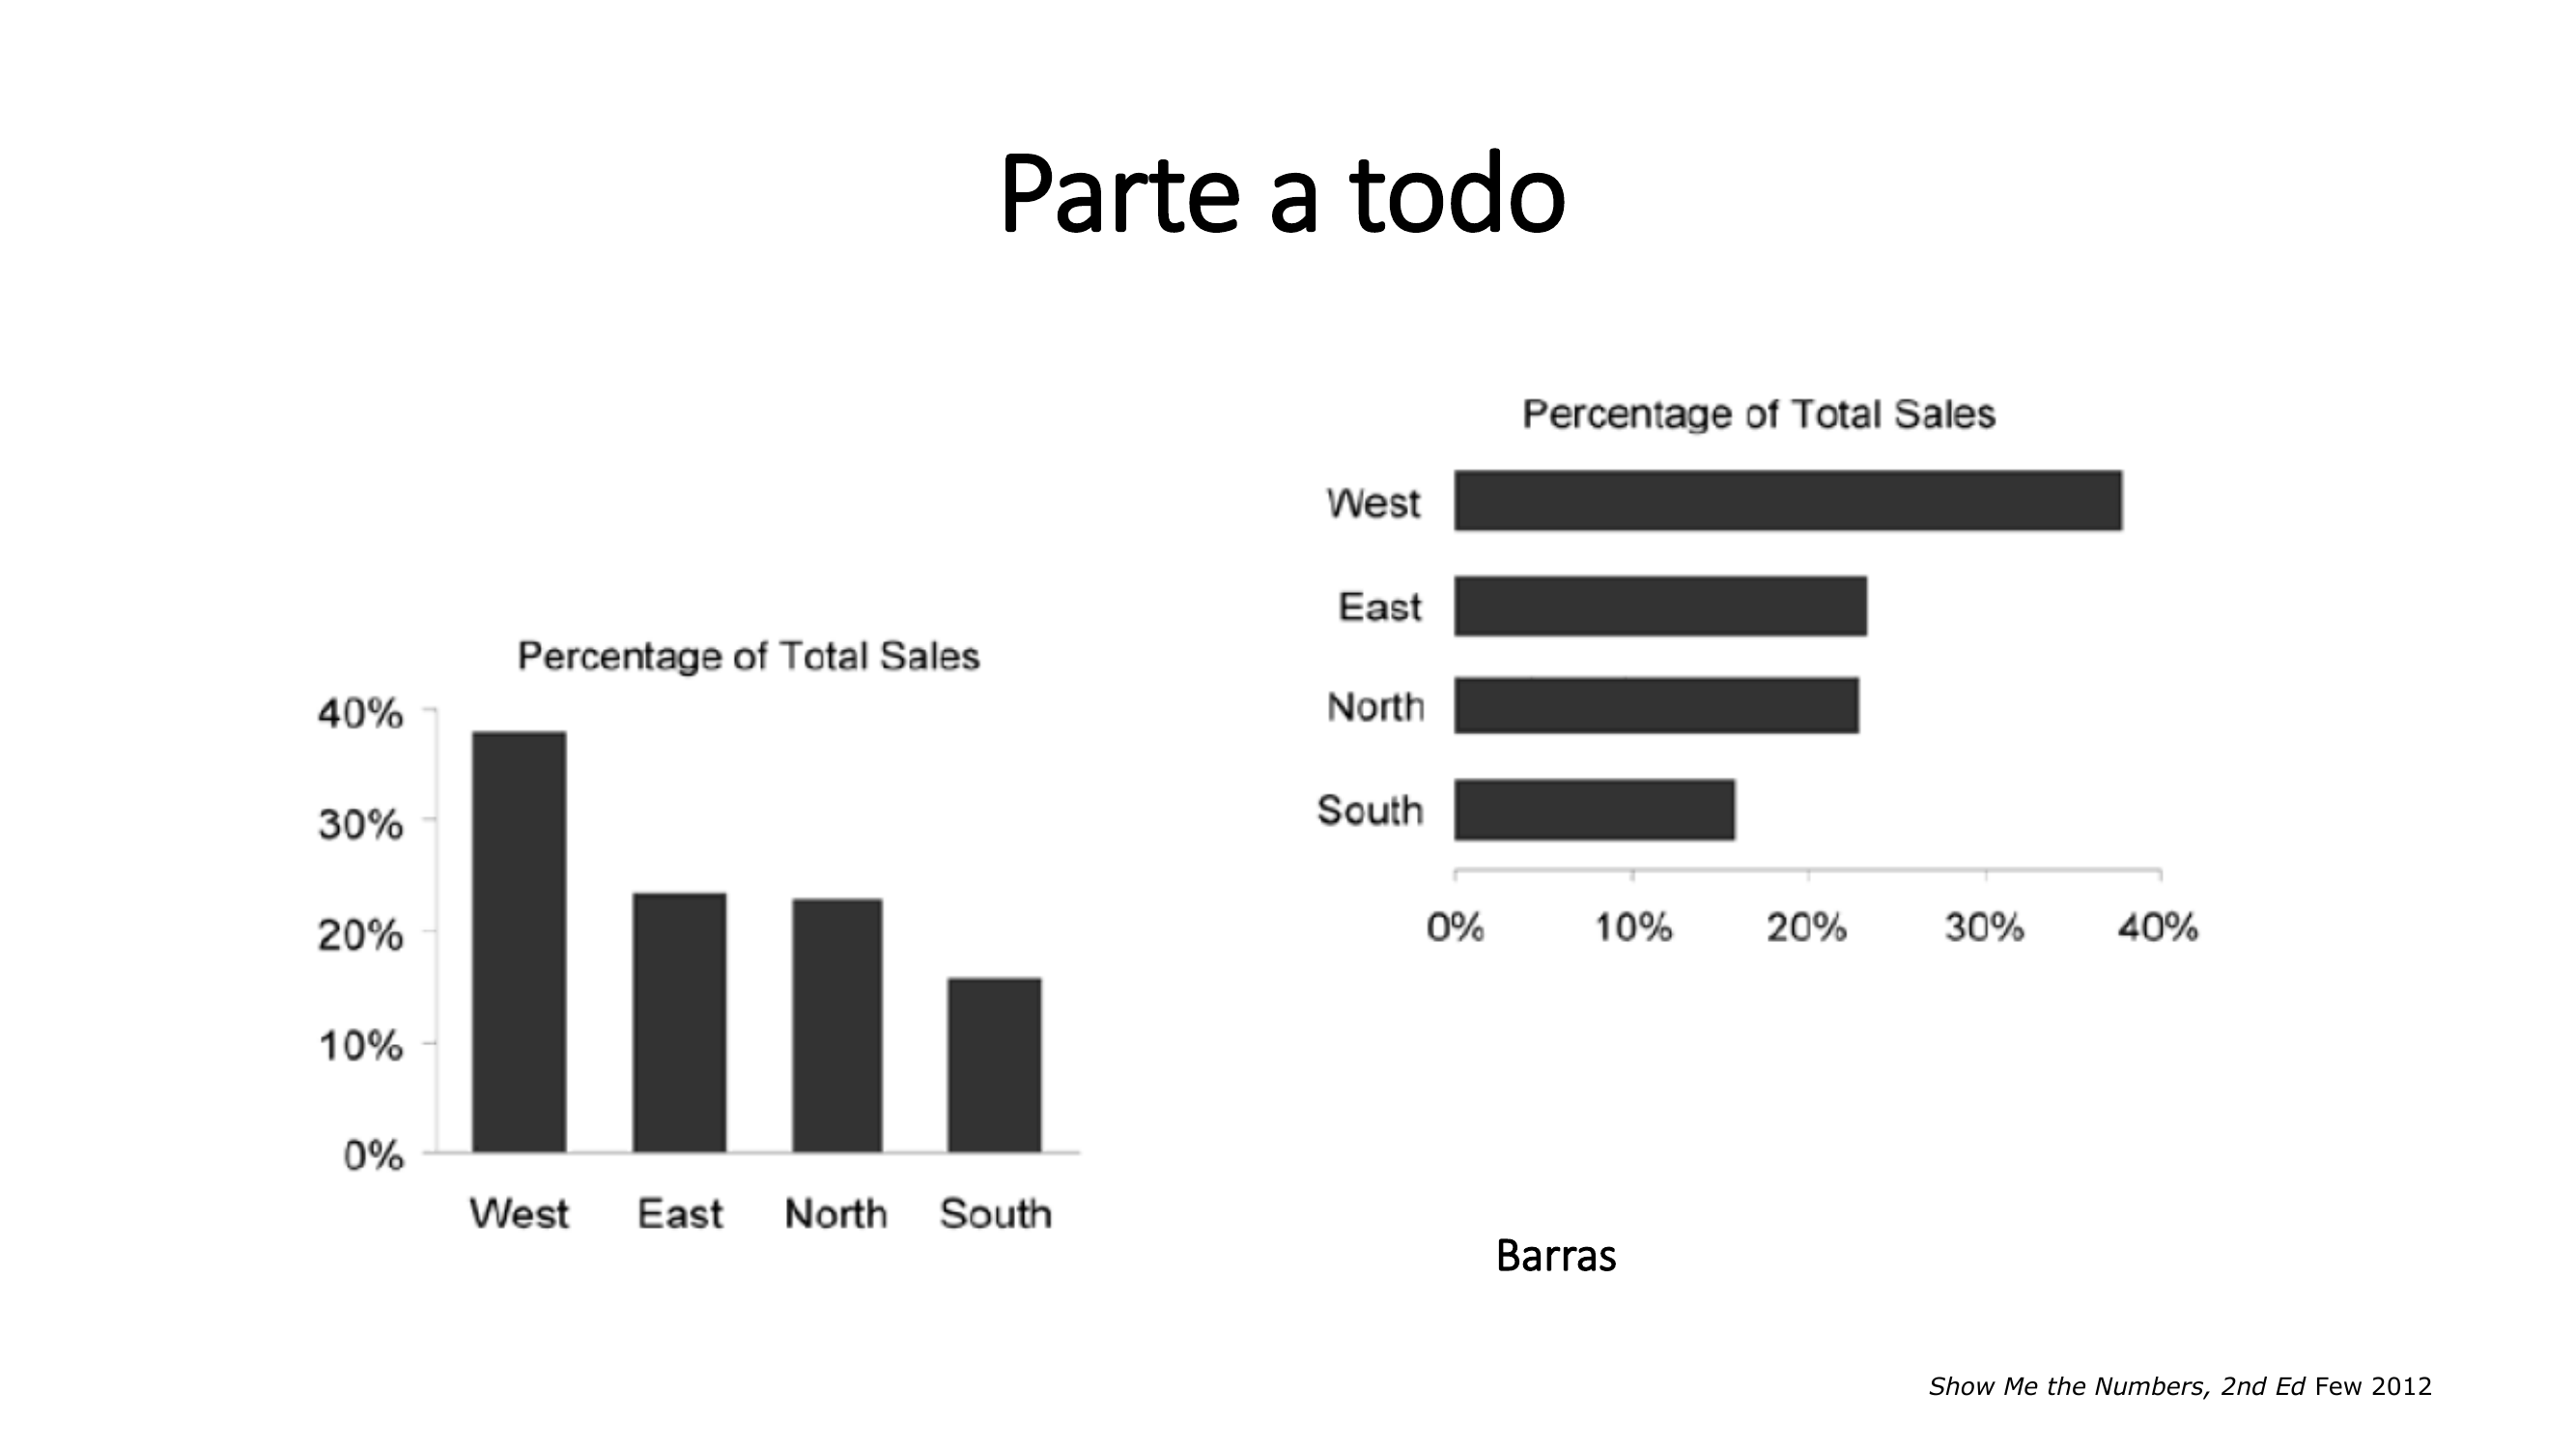 Parte a todo
Percentage of Total Sales
40%
30%
20%
10%
0%
West East North South
Percentage of Total Sales
West
East
North
South
0% 10% 20% 30% 40%
Barras
Show Me the Numbers, 2nd Ed Few 2012